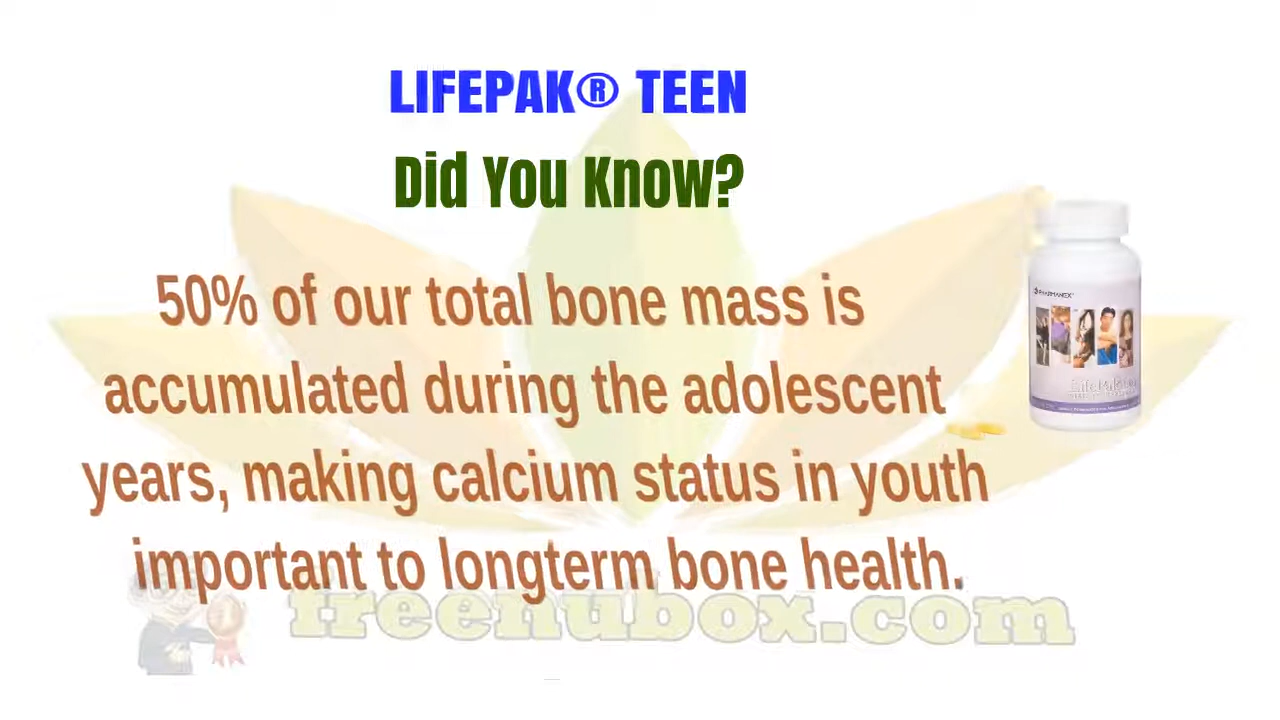 LIFEPAK® TEEN
Did You Know?
50% of our total bone mass is
accumulated during the adolescent
years, making calcium status in youth
important to longterm bone health.
freenubox.com
PHARMANEX